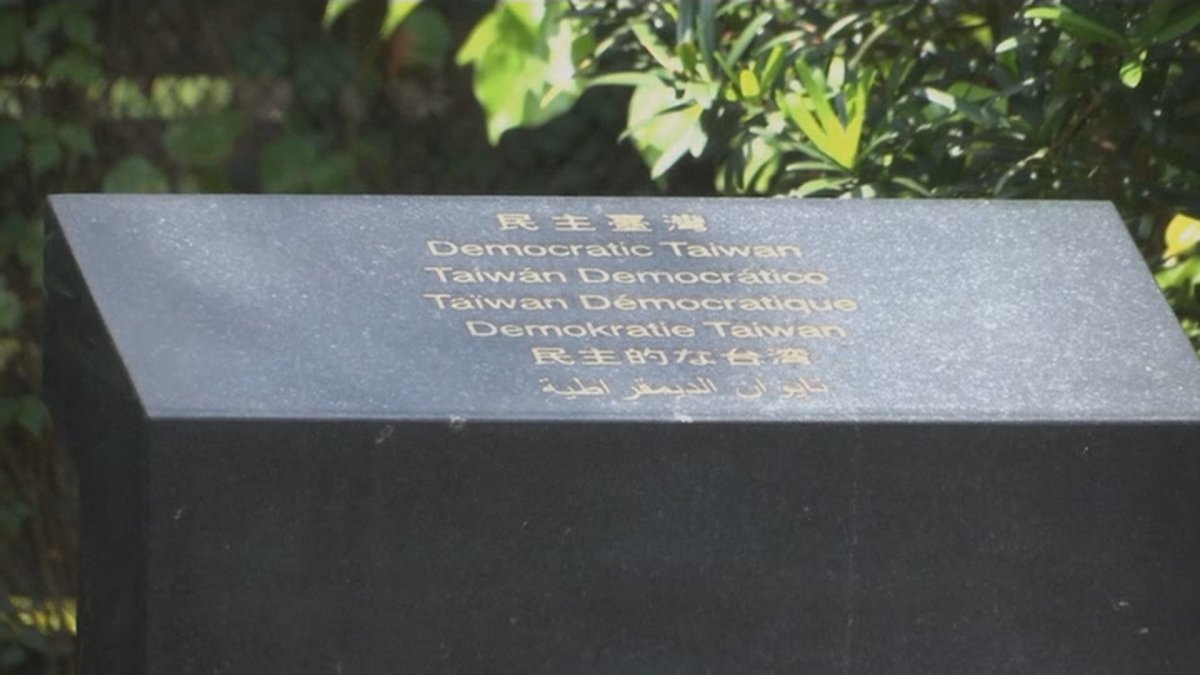 民主臺灣
Democratic Taiwan
Taiwán Democrático
Taïwan Démocratique
Demokratie Taiwan
民主的な台湾
تايوان الديمقراطية